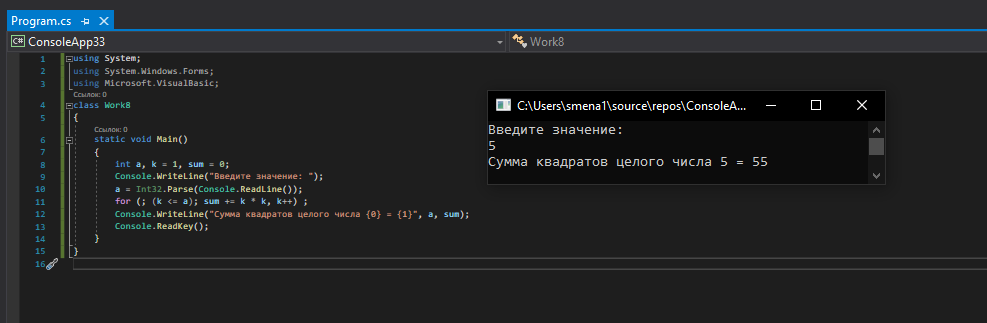 Program.cs
C# ConsoleApp33
Work8
1 using System;
2 using System.Windows.Forms;
3 using Microsoft.VisualBasic;
Ссылок: 0
4 class Work8
5 {
Ссылок: 0
6 static void Main()
7 {
8 int a, k = 1, sum = 0;
9 Console.WriteLine("Введите значение: ");
10 a = Int32.Parse(Console.ReadLine());
11 for (; (k <= a); sum += k * k, k++) ;
12 Console.WriteLine("Сумма квадратов целого числа {0} = {1}", a, sum);
13 Console.ReadKey();
14 }
15 }
16
C:\Users\smena1\source\repos\ConsoleA...
Введите значение:
5
Сумма квадратов целого числа 5 = 55